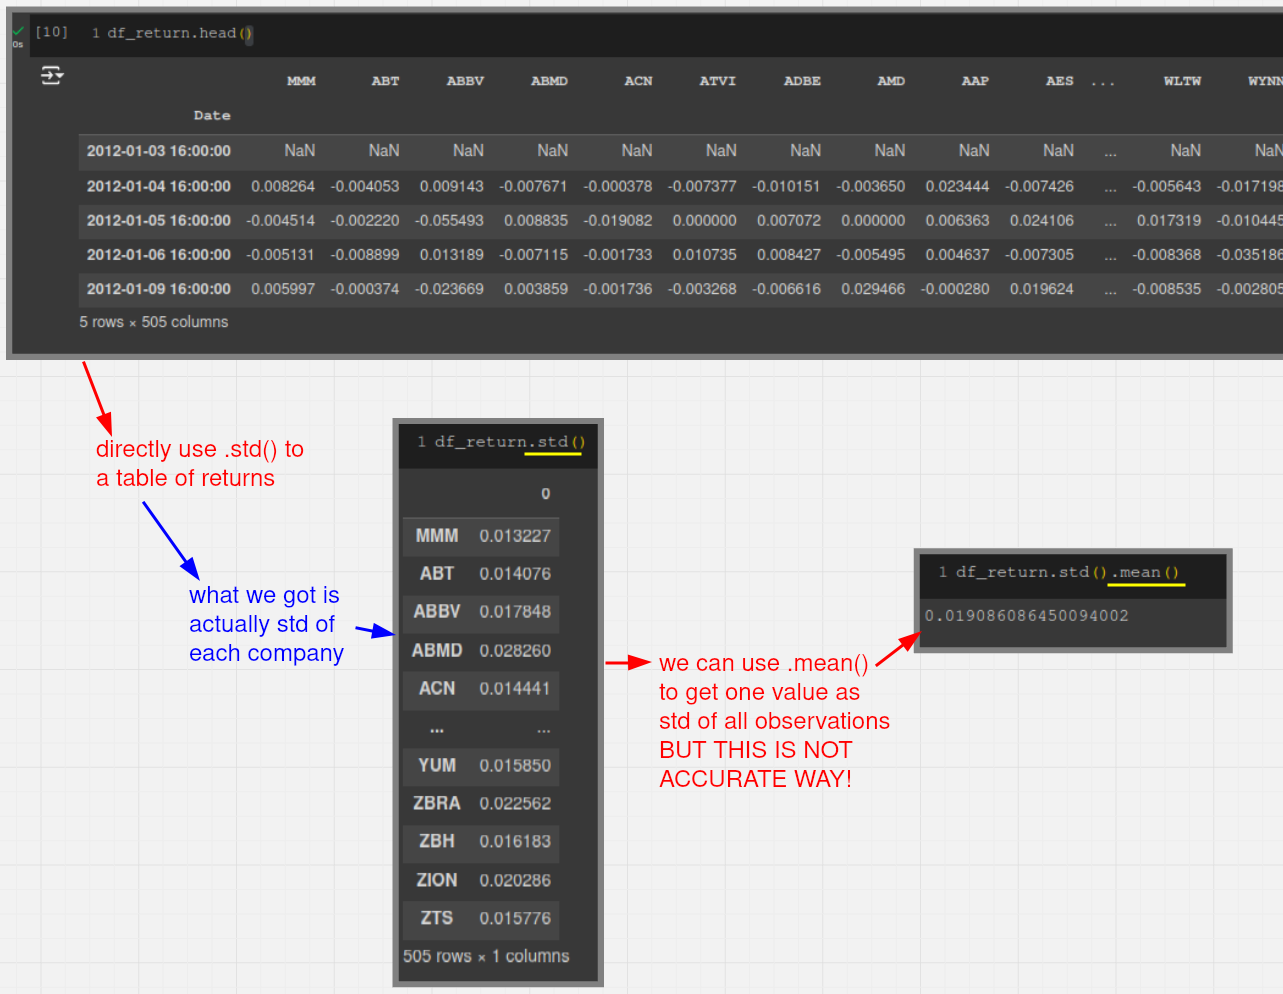 [10] 1 df_return.head()
0s
MMM ABT ABBV ABMD ACN ATVI ADBE AMD AAP AES ... WLTW WYNN
Date
2012-01-03 16:00:00 NaN NaN NaN NaN NaN NaN NaN NaN NaN NaN ... NaN NaN
2012-01-04 16:00:00 0.008264 -0.004053 0.009143 -0.007671 -0.000378 -0.007377 -0.010151 -0.003650 0.023444 -0.007426 ... -0.005643 -0.017198
2012-01-05 16:00:00 -0.004514 -0.002220 -0.055493 0.008835 -0.019082 0.000000 0.007072 0.000000 0.006363 0.024106 ... 0.017319 -0.010445
2012-01-06 16:00:00 -0.005131 -0.008899 0.013189 -0.007115 -0.001733 0.010735 0.008427 -0.005495 0.004637 -0.007305 ... -0.008368 -0.035186
2012-01-09 16:00:00 0.005997 -0.000374 -0.023669 0.003859 -0.001736 -0.003268 -0.006616 0.029466 -0.000280 0.019624 ... -0.008535 -0.002805
5 rows × 505 columns
directly use .std() to
a table of returns
what we got is
actually std of
each company
1 df_return.std()
0
MMM 0.013227
ABT 0.014076
ABBV 0.017848
ABMD 0.028260
ACN 0.014441
... ...
YUM 0.015850
ZBRA 0.022562
ZBH 0.016183
ZION 0.020286
ZTS 0.015776
505 rows × 1 columns
we can use .mean()
to get one value as
std of all observations
BUT THIS IS NOT
ACCURATE WAY!
1 df_return.std().mean()
0.019086086450094002